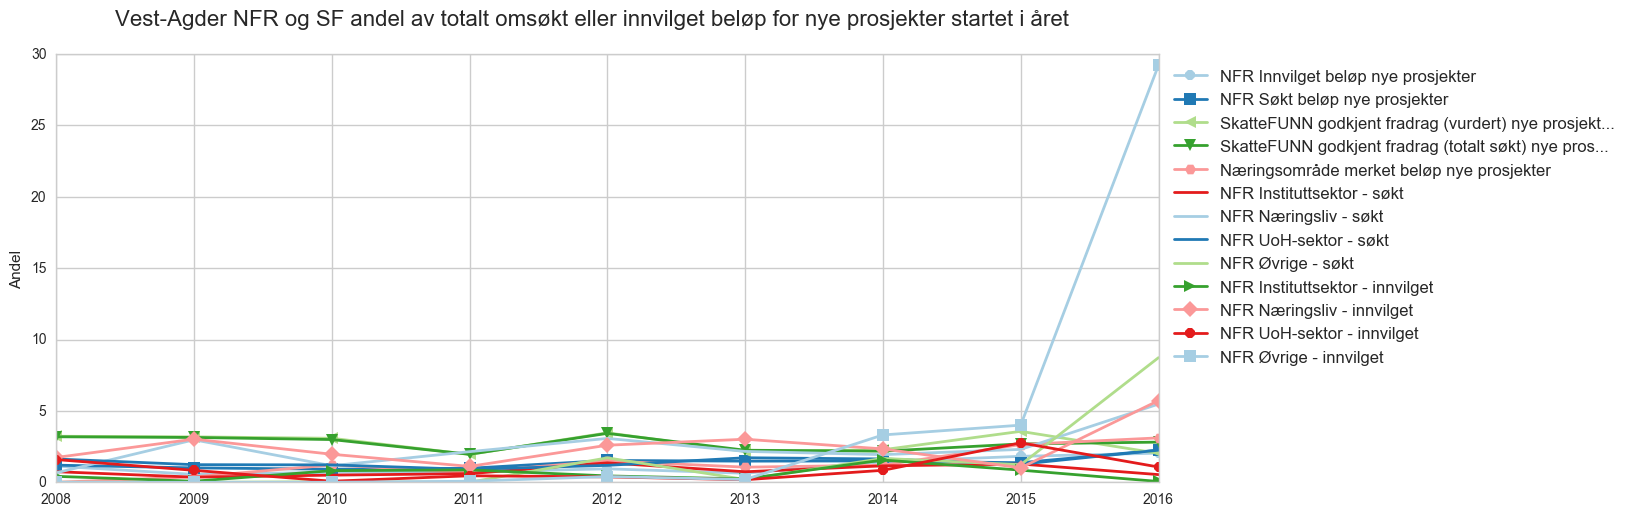 Vest-Agder NFR og SF andel av totalt omsøkt eller innvilget beløp for nye prosjekter startet i året
30
25
20
15
10
5
0
Andel
2008 2009 2010 2011 2012 2013 2014 2015 2016
NFR Innvilget beløp nye prosjekter
NFR Søkt beløp nye prosjekter
SkatteFUNN godkjent fradrag (vurdert) nye prosjekt...
SkatteFUNN godkjent fradrag (totalt søkt) nye pros...
Næringsområde merket beløp nye prosjekter
NFR Instituttsektor - søkt
NFR Næringsliv - søkt
NFR UoH-sektor - søkt
NFR Øvrige - søkt
NFR Instituttsektor - innvilget
NFR Næringsliv - innvilget
NFR UoH-sektor - innvilget
NFR Øvrige - innvilget